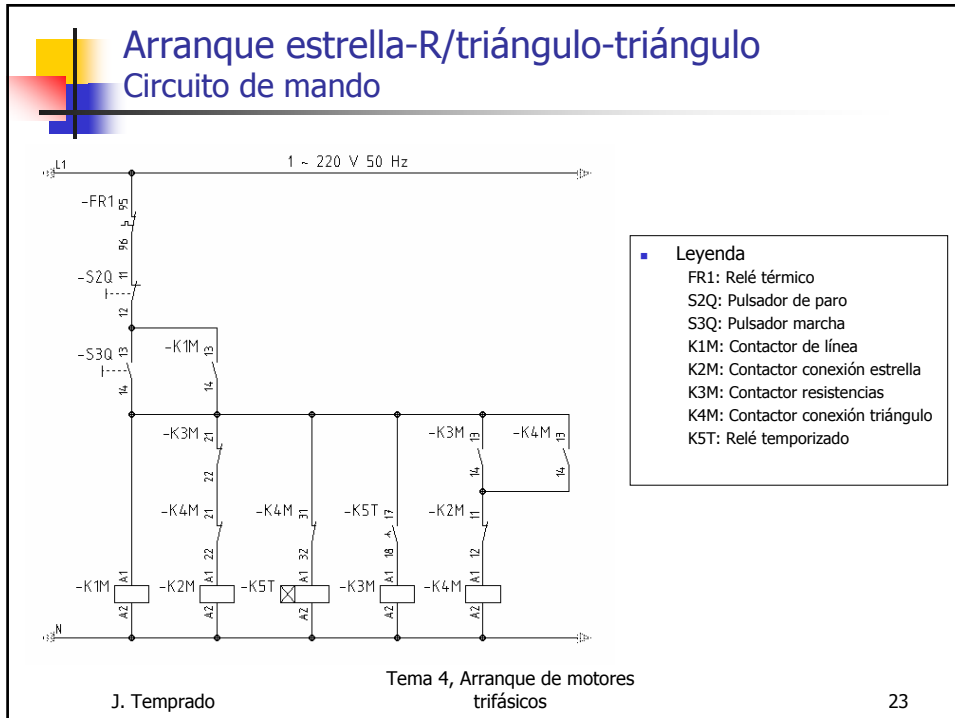 Arranque estrella-R/triángulo-triángulo
Circuito de mando
L1
1 ~ 220 V 50 Hz
-FR1 95
96
-S2Q 11
12
-S3Q 13 -K1M 13
14 14
-K3M 21 -K3M 13 -K4M 13
22 14 14
-K4M 21 -K4M 31 -K5T 17 -K2M 11
22 32 18 12
-K1M A1 -K2M A1 -K5T A1 -K3M A1 -K4M A1
A2 A2 A2 A2 A2
N
Leyenda
FR1: Relé térmico
S2Q: Pulsador de paro
S3Q: Pulsador marcha
K1M: Contactor de línea
K2M: Contactor conexión estrella
K3M: Contactor resistencias
K4M: Contactor conexión triángulo
K5T: Relé temporizado
J. Temprado
Tema 4, Arranque de motores
trifásicos
23